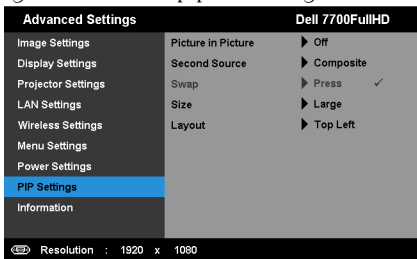 Advanced Settings Dell 7700FullHD
Image Settings Picture in Picture Off
Display Settings Second Source Composite
Projector Settings Swap Press ✓
LAN Settings Size Large
Wireless Settings Layout Top Left
Menu Settings
Power Settings
PIP Settings
Information
Resolution : 1920 x 1080